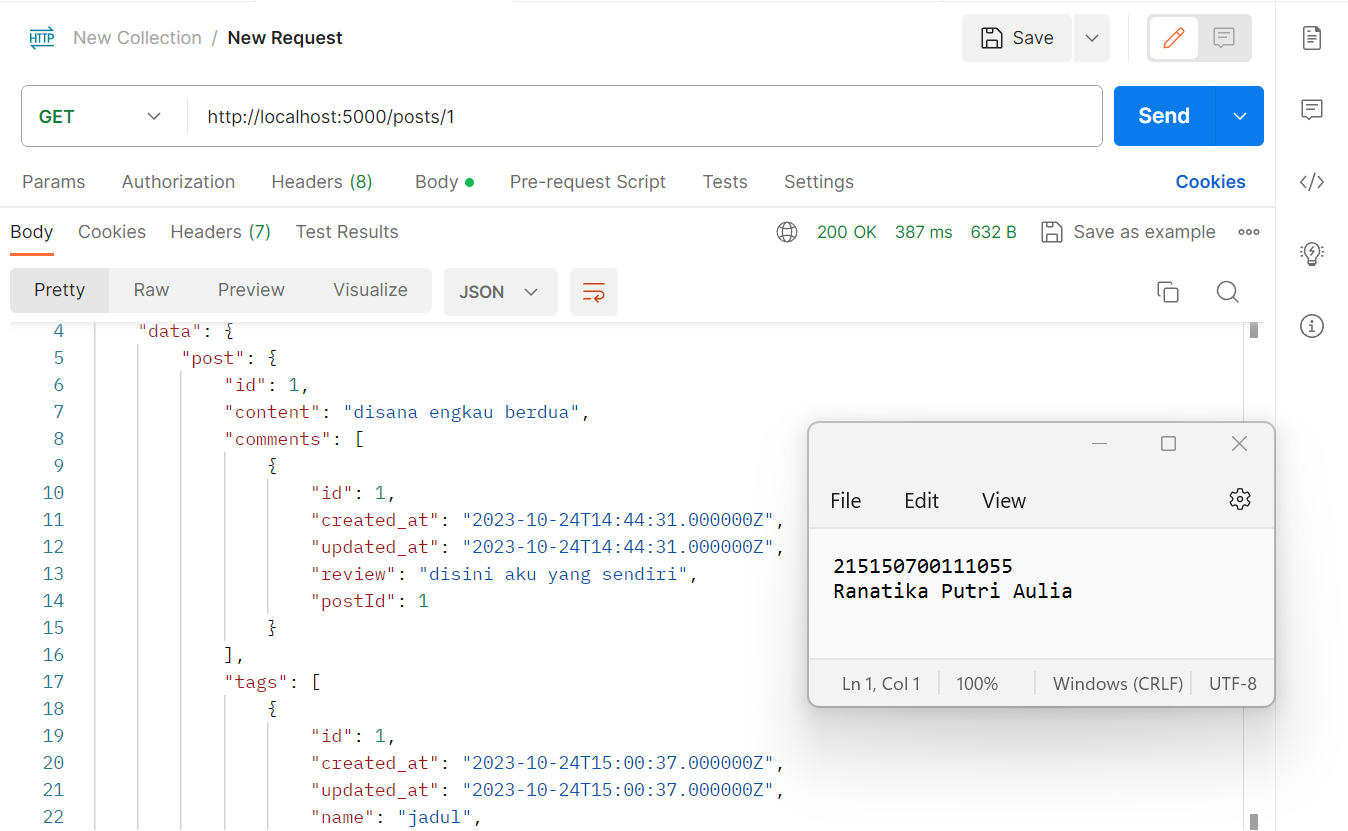 HTTP New Collection / New Request Save
GET http://localhost:5000/posts/1 Send
Params Authorization Headers (8) Body Pre-request Script Tests Settings Cookies
Body Cookies Headers (7) Test Results 200 OK 387 ms 632 B Save as example
Pretty Raw Preview Visualize JSON
4 "data": {
5 "post": {
6 "id": 1,
7 "content": "disana engkau berdua",
8 "comments": [
9 {
10 "id": 1,
11 "created_at": "2023-10-24T14:44:31.000000Z",
12 "updated_at": "2023-10-24T14:44:31.000000Z",
13 "review": "disini aku yang sendiri",
14 "postId": 1
15 }
16 ],
17 "tags": [
18 {
19 "id": 1,
20 "created_at": "2023-10-24T15:00:37.000000Z",
21 "updated_at": "2023-10-24T15:00:37.000000Z",
22 "name": "jadul",
File Edit View
215150700111055
Ranatika Putri Aulia
Ln 1, Col 1 100% Windows (CRLF) UTF-8